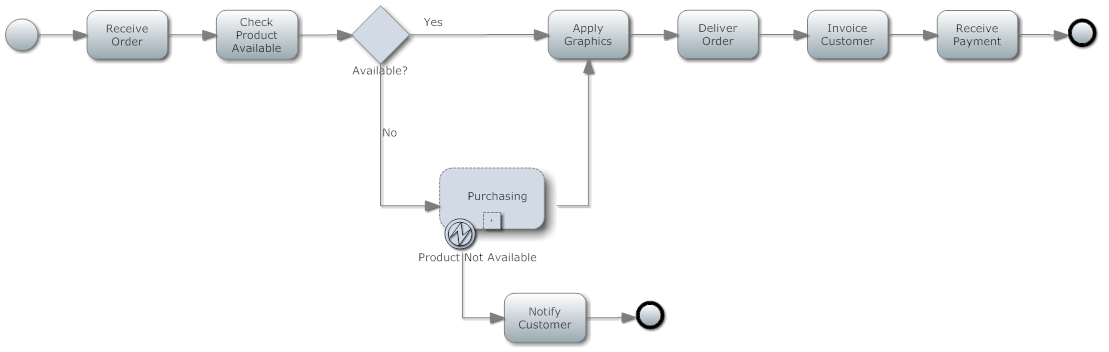 Receive
Order
Check
Product
Available
Available?
Yes
No
Apply
Graphics
Deliver
Order
Invoice
Customer
Receive
Payment
Purchasing
+
Product Not Available
Notify
Customer